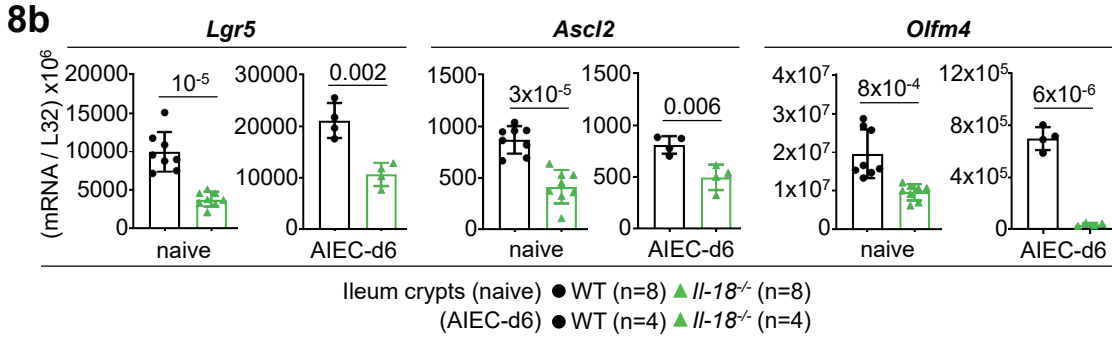 8b
Lgr5 Ascl2 Olfm4
(mRNA / L32) x10⁶
20000 15000 10000 5000 0
10⁻⁵
naive
30000 20000 10000 0
0.002
AIEC-d6
1500 1000 500 0
3x10⁻⁵
naive
1500 1000 500 0
0.006
AIEC-d6
4x10⁷ 3x10⁷ 2x10⁷ 1x10⁷ 0
8x10⁻⁴
naive
12x10⁵ 8x10⁵ 4x10⁵ 0
6x10⁻⁶
AIEC-d6
Ileum crypts (naive) ● WT (n=8) ▲ Il-18⁻/⁻ (n=8)
(AIEC-d6) ● WT (n=4) ▲ Il-18⁻/⁻ (n=4)